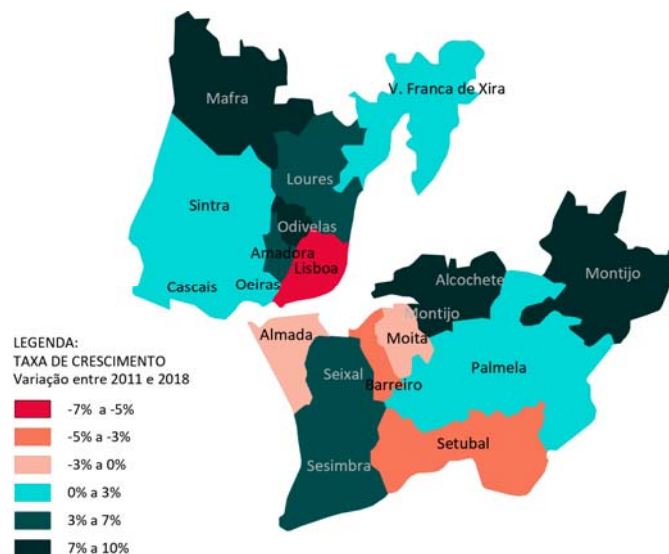 V. Franca de Xira
Mafra
Loures
Sintra
Odivelas
Amadora
Lisboa
Cascais
Oeiras
Alcochete
Montijo
Montijo
Almada
Moita
Seixal
Barreiro
Palmela
Setubal
Sesimbra
LEGENDA:
TAXA DE CRESCIMENTO
Variação entre 2011 e 2018
-7% a -5%
-5% a -3%
-3% a 0%
0% a 3%
3% a 7%
7% a 10%